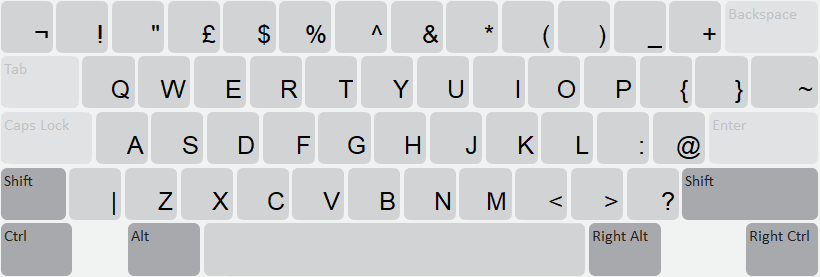 ¬ ! " £ $ % ^ & * ( ) _ + Backspace
Tab Q W E R T Y U I O P { } ~
Caps Lock A S D F G H J K L : @ Enter
Shift | Z X C V B N M < > ? Shift
Ctrl Alt Right Alt Right Ctrl